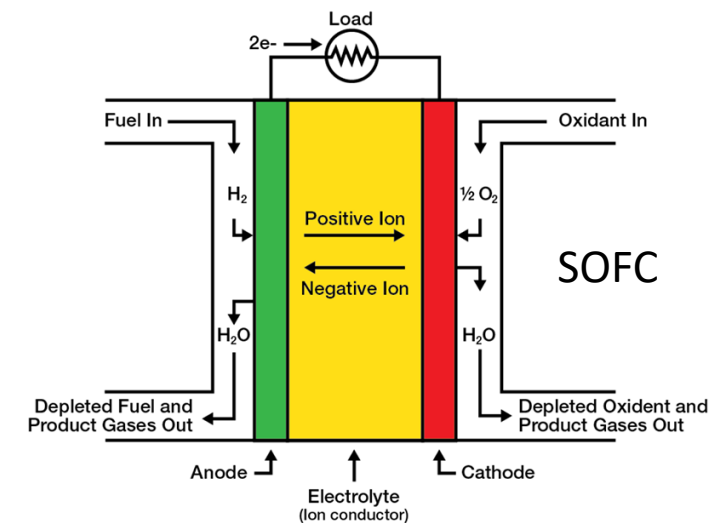 Load
2e-
Fuel In
Oxidant In
H₂
½ O₂
Positive Ion
Negative Ion
SOFC
H₂O
H₂O
Depleted Fuel and
Product Gases Out
Depleted Oxident and
Product Gases Out
Anode
Cathode
Electrolyte
(Ion conductor)